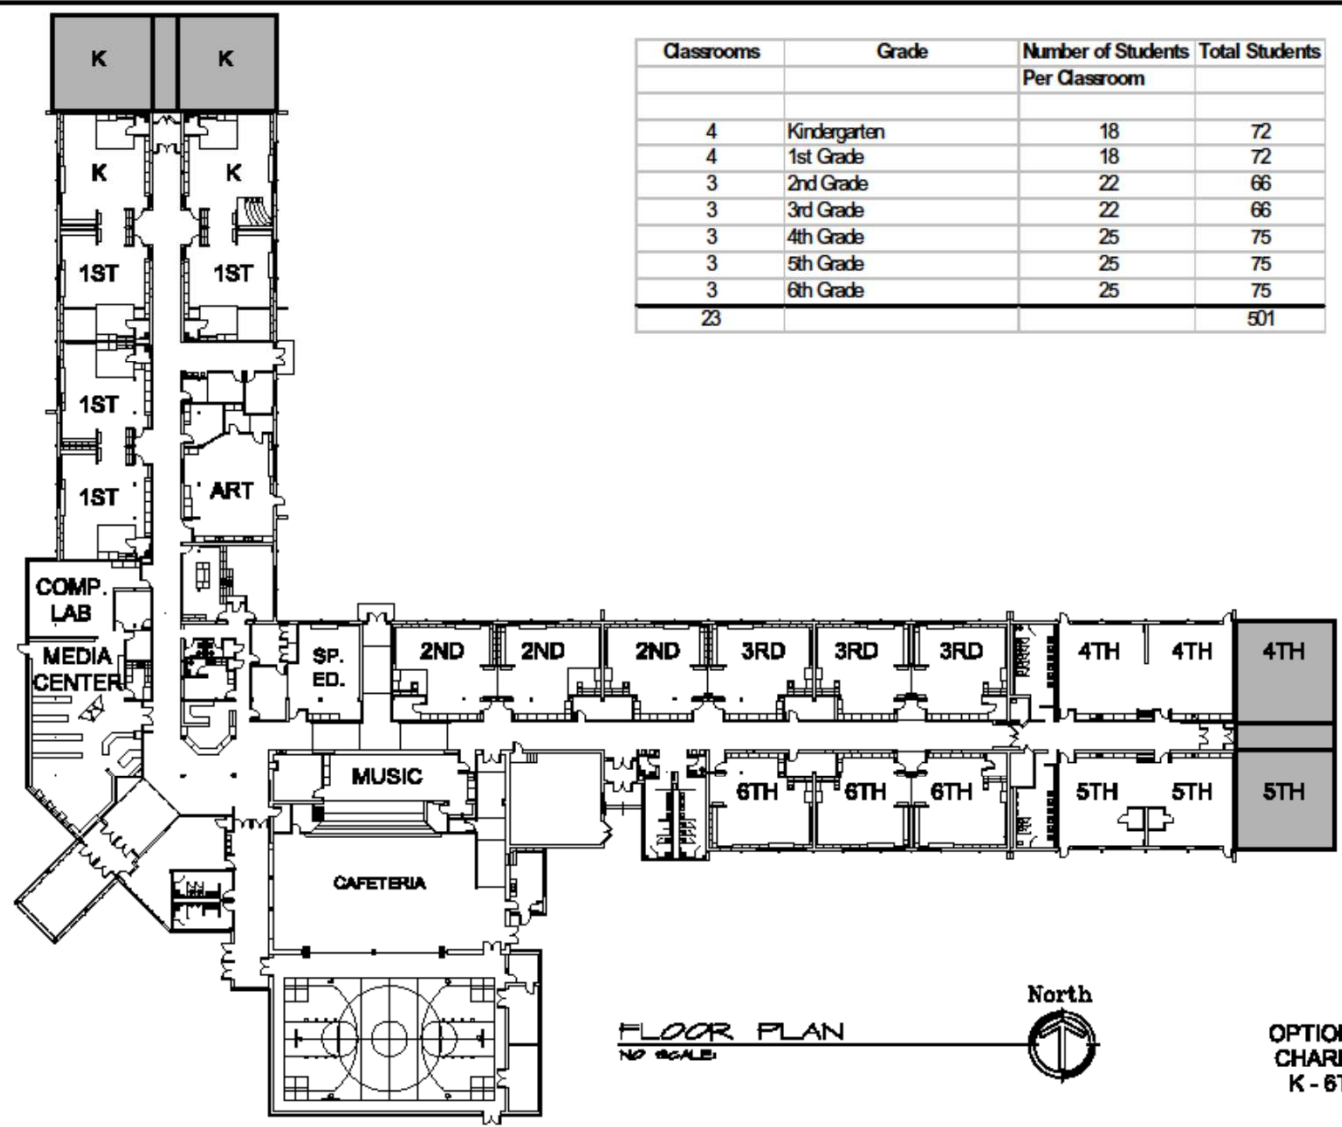 Classrooms Grade Number of Students Total Students
Per Classroom
4 Kindergarten 18 72
4 1st Grade 18 72
3 2nd Grade 22 66
3 3rd Grade 22 66
3 4th Grade 25 75
3 5th Grade 25 75
3 6th Grade 25 75
23 501
K K
K K
1ST 1ST
1ST
1ST
ART
COMP.
LAB
MEDIA
CENTER
SP.
ED.
2ND 2ND 2ND 3RD 3RD 3RD 4TH 4TH 4TH
MUSIC
6TH 6TH 6TH 5TH 5TH 5TH
CAFETERIA
FLOOR PLAN
NO SCALE
North
OPTIO
CHAR
K - 6